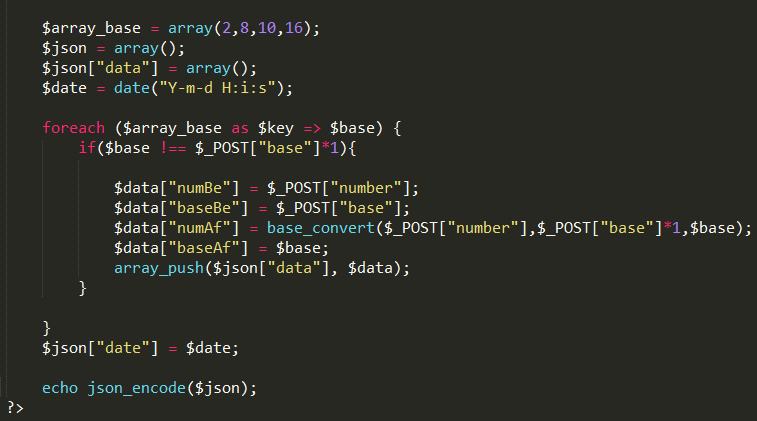 $array_base = array(2,8,10,16);
$json = array();
$json["data"] = array();
$date = date("Y-m-d H:i:s");
foreach ($array_base as $key => $base) {
if($base !== $_POST["base"]*1){
$data["numBe"] = $_POST["number"];
$data["baseBe"] = $_POST["base"];
$data["numAf"] = base_convert($_POST["number"],$_POST["base"]*1,$base);
$data["baseAf"] = $base;
array_push($json["data"], $data);
}
}
$json["date"] = $date;
echo json_encode($json);
?>